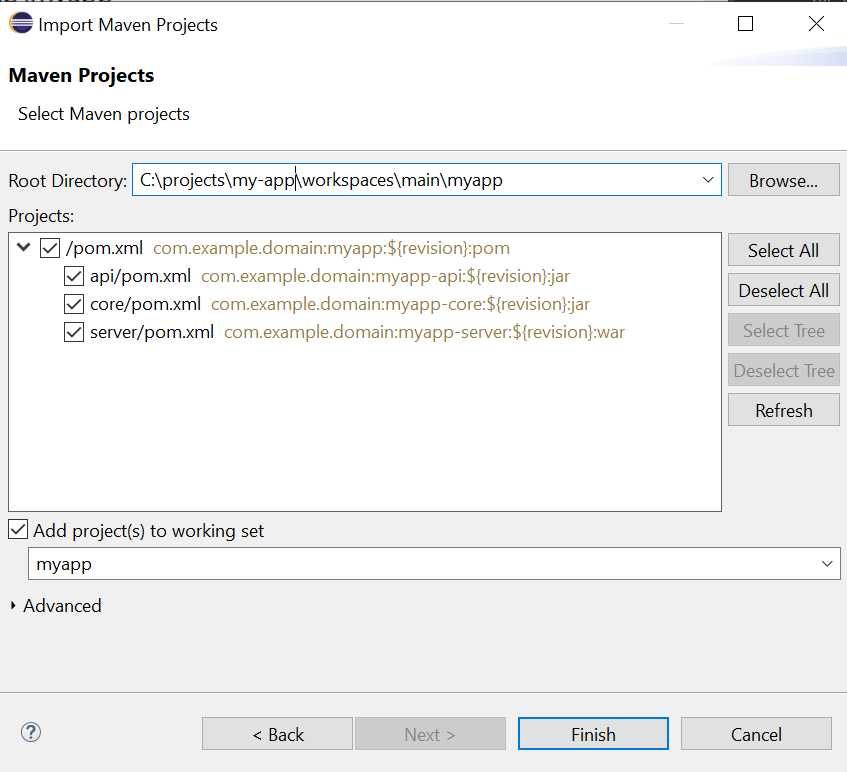 Import Maven Projects
Maven Projects
Select Maven projects
Root Directory: C:\projects\my-app\workspaces\main\myapp Browse...
Projects:
/pom.xml com.example.domain:myapp:${revision}:pom Select All
api/pom.xml com.example.domain:myapp-api:${revision}:jar
Deselect All
core/pom.xml com.example.domain:myapp-core:${revision}:jar
server/pom.xml com.example.domain:myapp-server:${revision}:war
Select Tree
Deselect Tree
Refresh
Add project(s) to working set
myapp
Advanced
? < Back Next > Finish Cancel